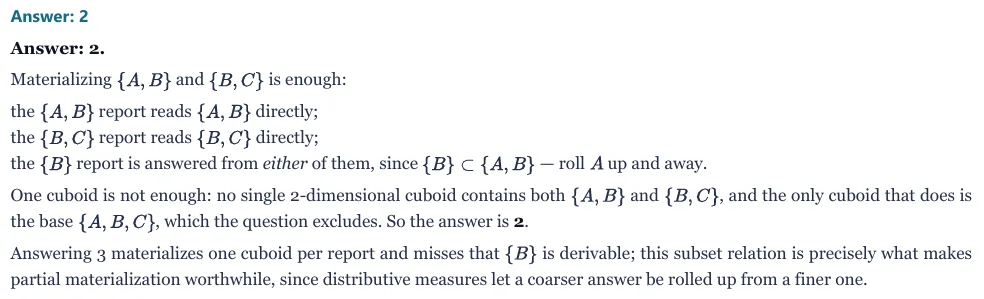 Answer: 2
Answer: 2.
Materializing {A, B} and {B, C} is enough:
the {A, B} report reads {A, B} directly;
the {B, C} report reads {B, C} directly;
the {B} report is answered from either of them, since {B} ⊂ {A, B} — roll A up and away.
One cuboid is not enough: no single 2-dimensional cuboid contains both {A, B} and {B, C}, and the only cuboid that does is
the base {A, B, C}, which the question excludes. So the answer is 2.
Answering 3 materializes one cuboid per report and misses that {B} is derivable; this subset relation is precisely what makes
partial materialization worthwhile, since distributive measures let a coarser answer be rolled up from a finer one.